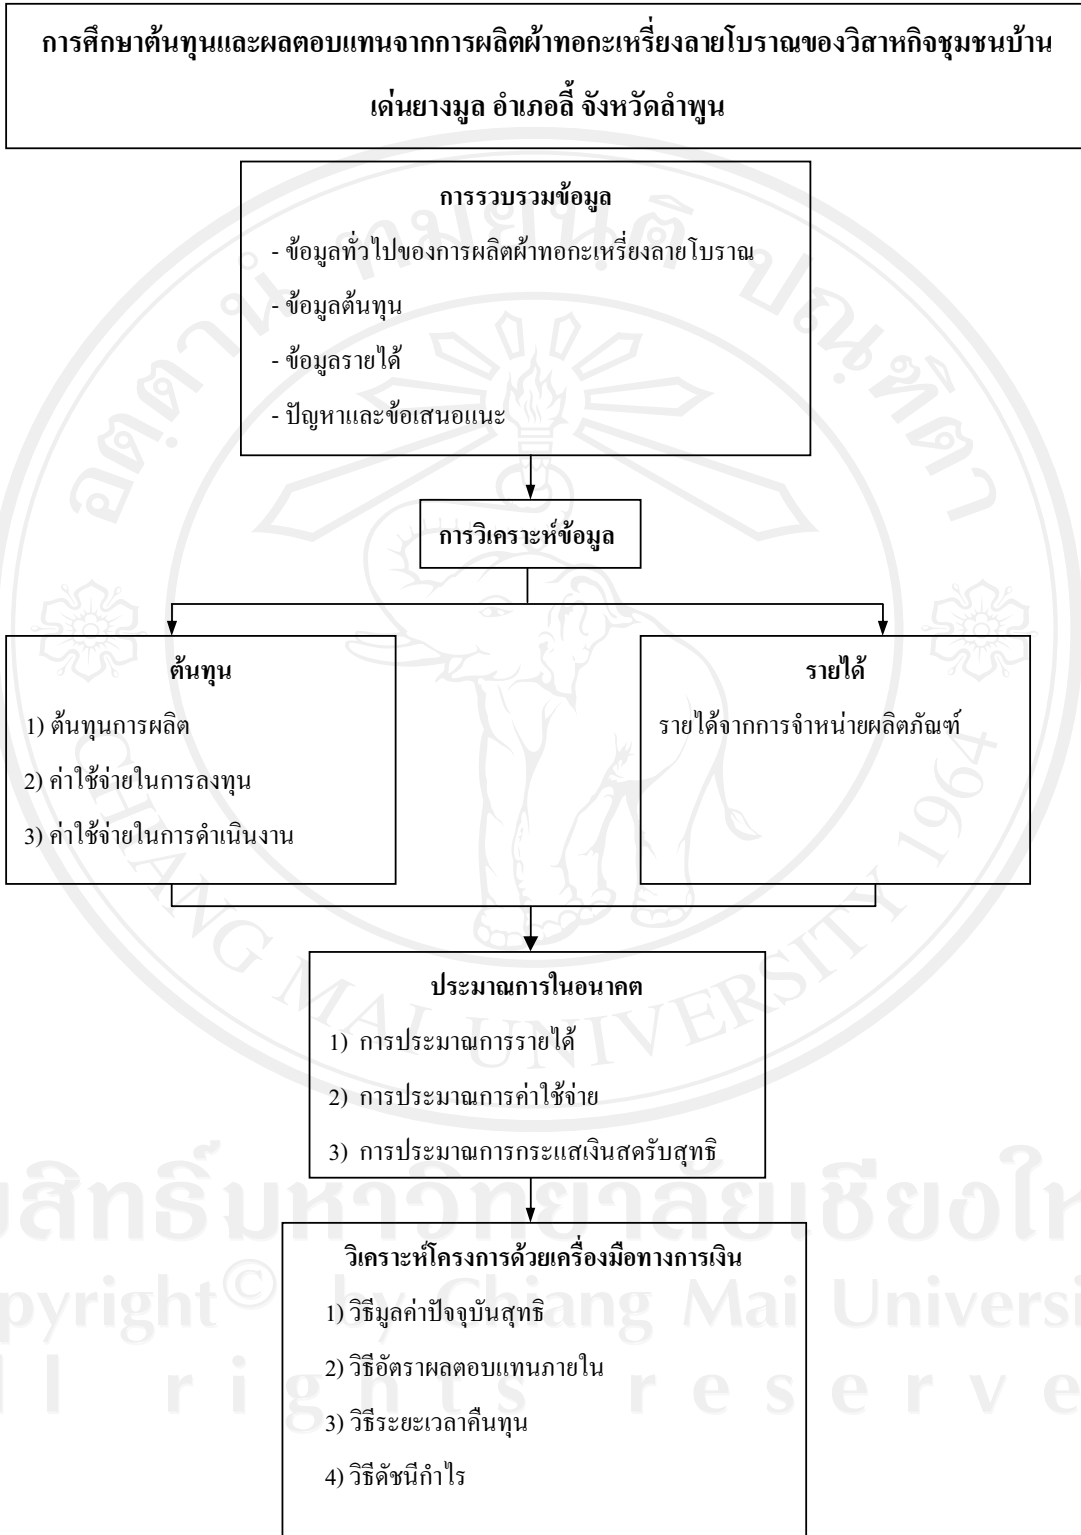 การศึกษาต้นทุนและผลตอบแทนจากการผลิตผ้าทอกะเหรี่ยงลายโบราณของวิสาหกิจชุมชนบ้าน
เด่นยางมูล อำเภอลี้ จังหวัดลำพูน
การรวบรวมข้อมูล
- ข้อมูลทั่วไปของการผลิตผ้าทอกะเหรี่ยงลายโบราณ
- ข้อมูลต้นทุน
- ข้อมูลรายได้
- ปัญหาและข้อเสนอแนะ
การวิเคราะห์ข้อมูล
ต้นทุน
1) ต้นทุนการผลิต
2) ค่าใช้จ่ายในการลงทุน
3) ค่าใช้จ่ายในการดำเนินงาน
รายได้
รายได้จากการจำหน่ายผลิตภัณฑ์
ประมาณการในอนาคต
1) การประมาณการรายได้
2) การประมาณการค่าใช้จ่าย
3) การประมาณการกระแสเงินสดรับสุทธิ
วิเคราะห์โครงการด้วยเครื่องมือทางการเงิน
1) วิธีมูลค่าปัจจุบันสุทธิ
2) วิธีอัตราผลตอบแทนภายใน
3) วิธีระยะเวลาคืนทุน
4) วิธีดัชนีกำไร
CHIANG MAI UNIVERSITY 1964
by Chiang Mai
rights